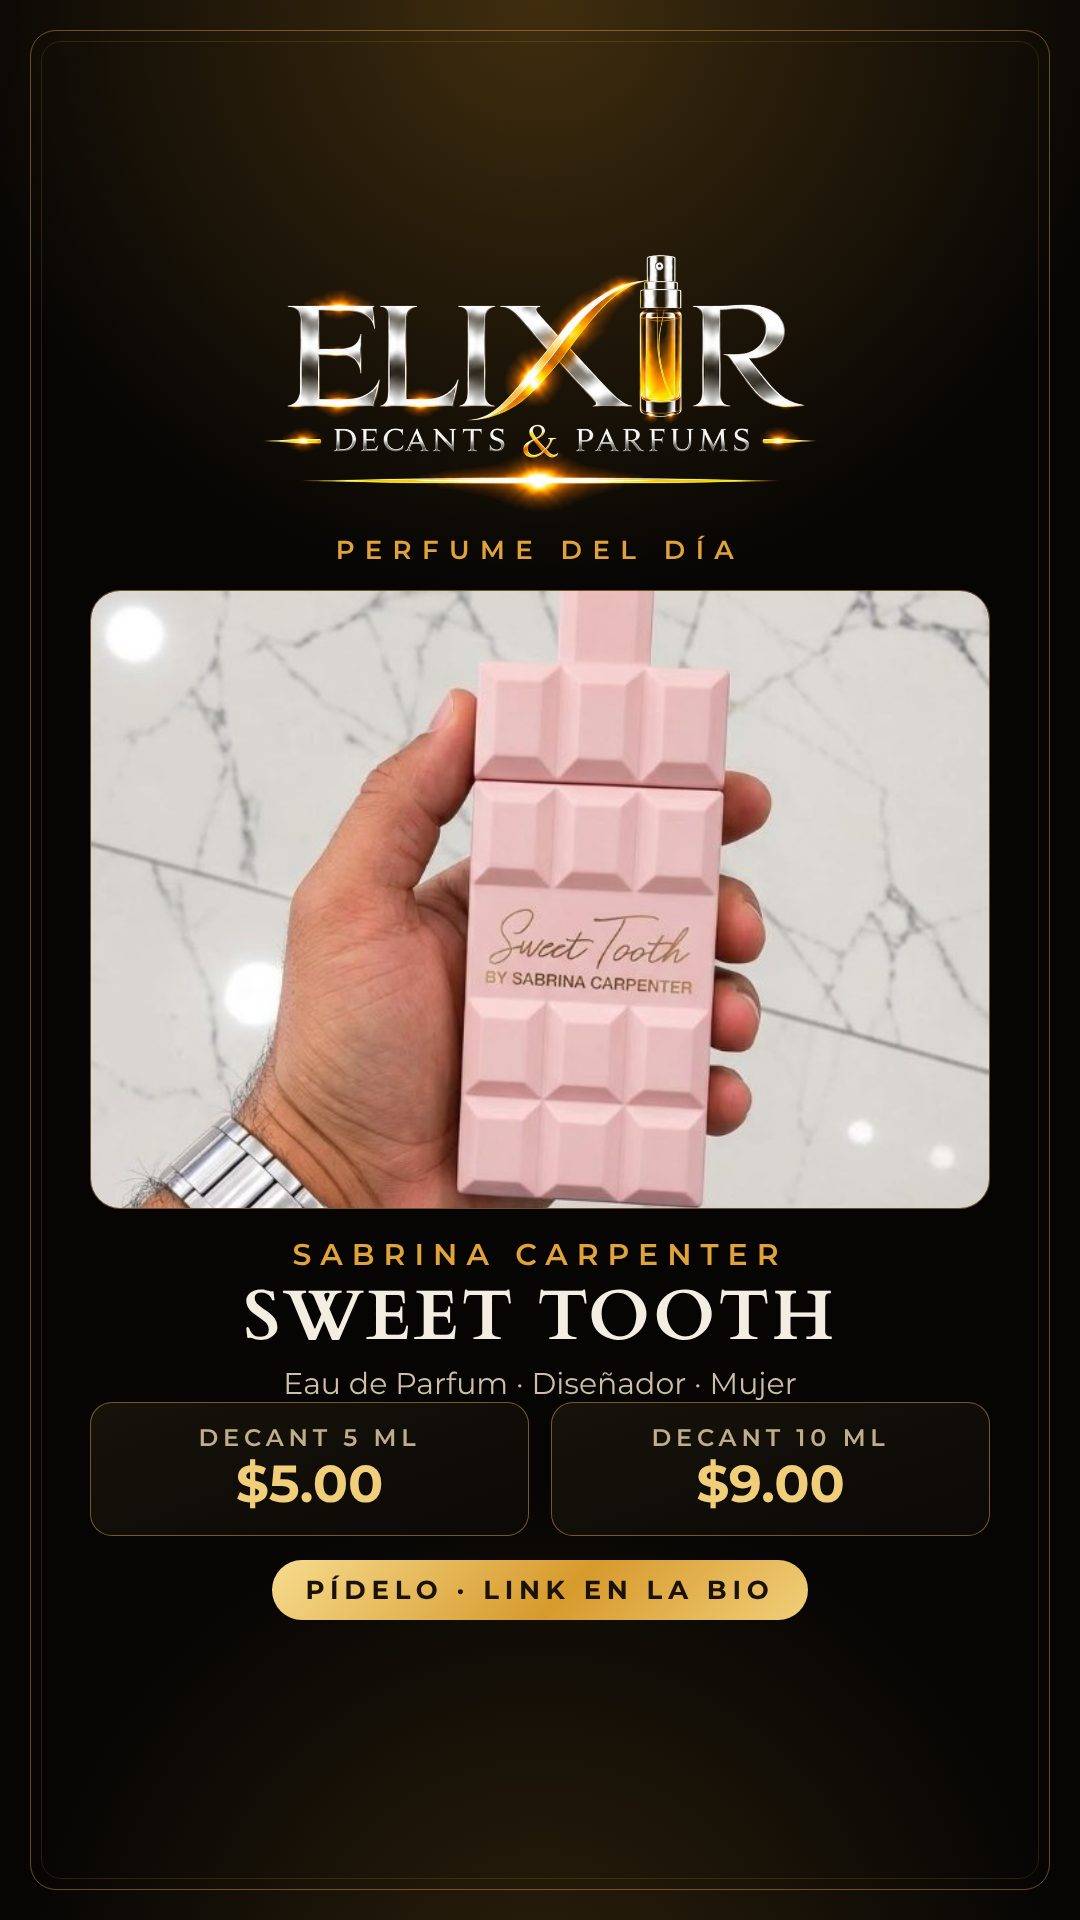 ELIXIR
DECANTS & PARFUMS
PERFUME DEL DÍA
Sweet Tooth
BY SABRINA CARPENTER
SABRINA CARPENTER
SWEET TOOTH
Eau de Parfum · Diseñador · Mujer
DECANT 5 ML
$5.00
DECANT 10 ML
$9.00
PÍDELO · LINK EN LA BIO